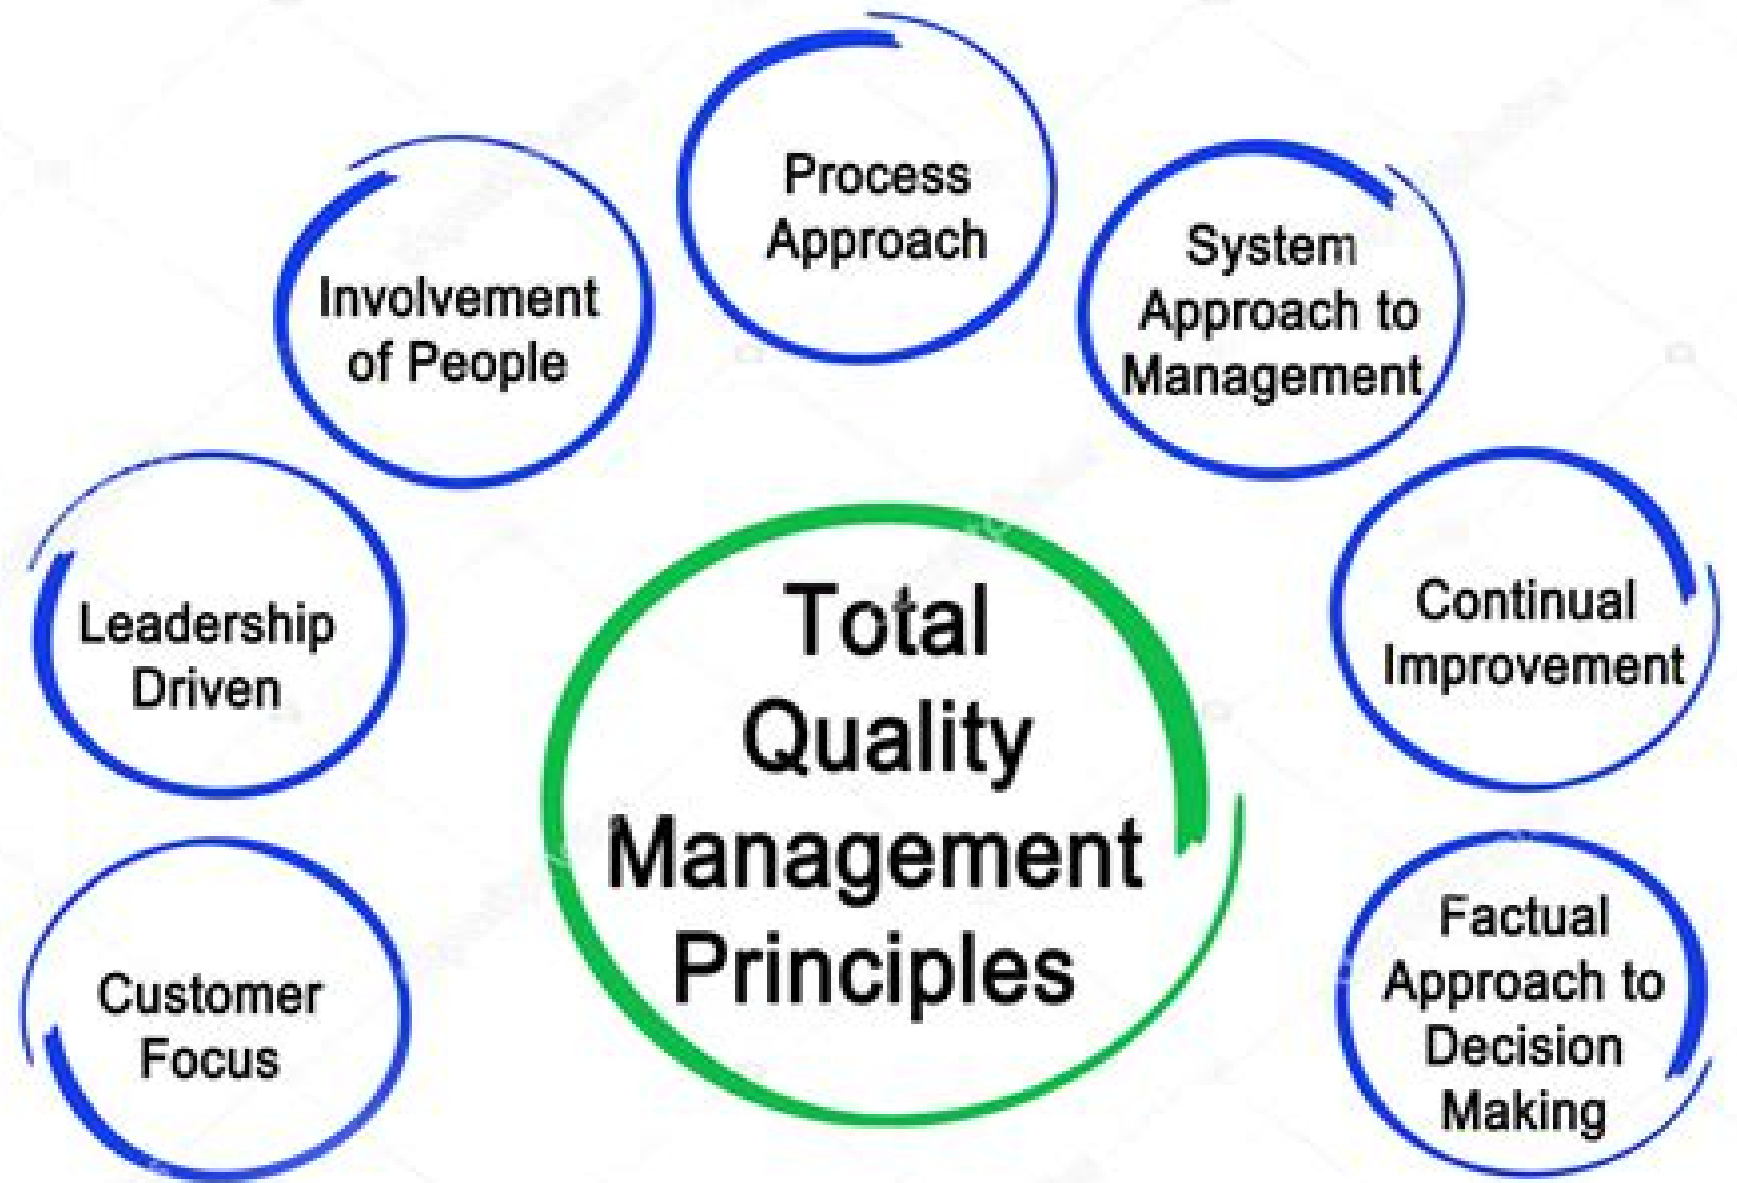 Process
Approach
Involvement
of People
System
Approach to
Management
Leadership
Driven
Total
Quality
Management
Principles
Continual
Improvement
Customer
Focus
Factual
Approach to
Decision
Making